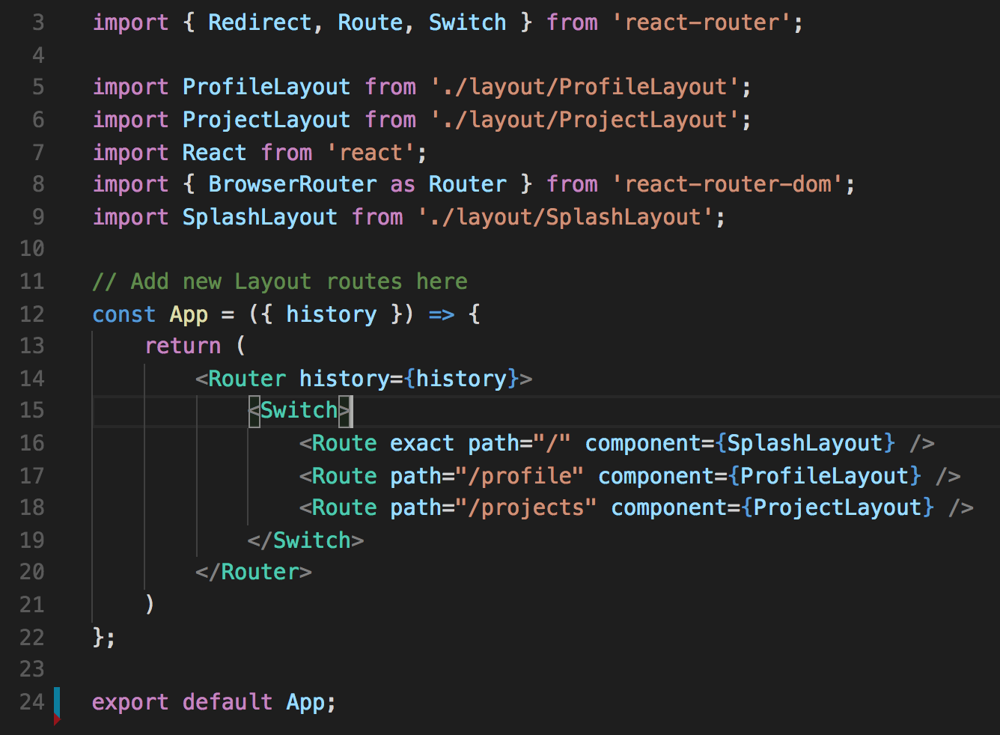 3 import { Redirect, Route, Switch } from 'react-router';
4
5 import ProfileLayout from './layout/ProfileLayout';
6 import ProjectLayout from './layout/ProjectLayout';
7 import React from 'react';
8 import { BrowserRouter as Router } from 'react-router-dom';
9 import SplashLayout from './layout/SplashLayout';
10
11 // Add new Layout routes here
12 const App = ({ history }) => {
13     return (
14         <Router history={history}>
15             <Switch>
16                 <Route exact path="/" component={SplashLayout} />
17                 <Route path="/profile" component={ProfileLayout} />
18                 <Route path="/projects" component={ProjectLayout} />
19             </Switch>
20         </Router>
21     )
22 };
23
24 export default App;